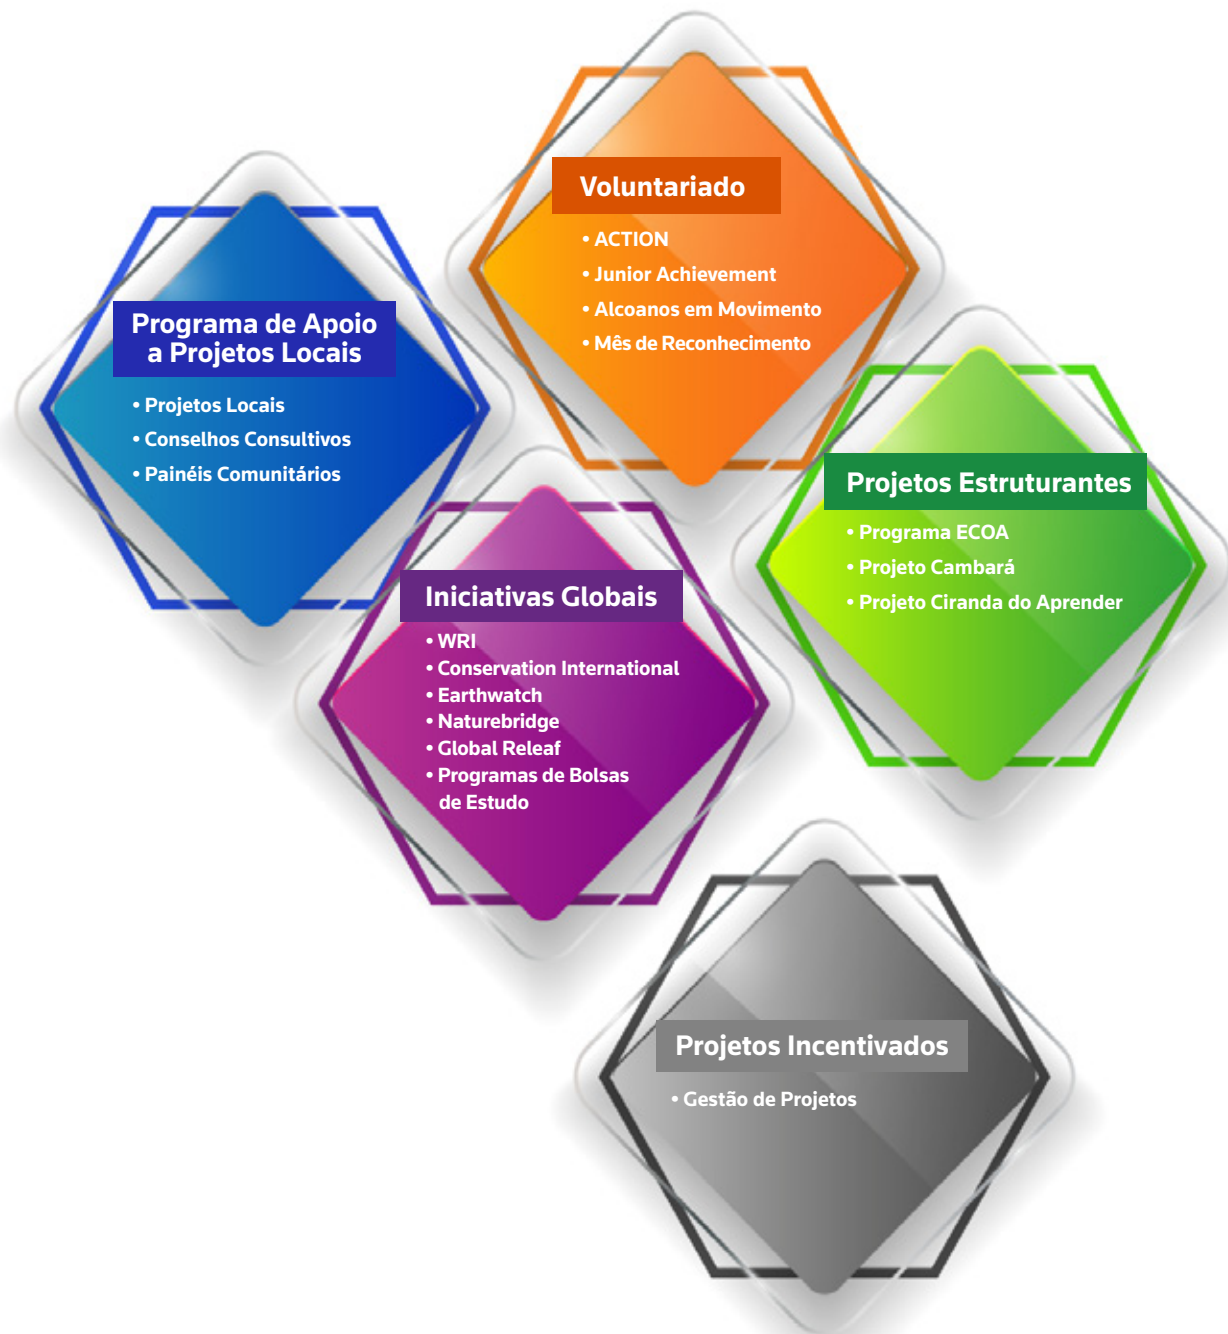 Voluntariado
• ACTION
• Junior Achievement
• Alcoanos em Movimento
• Mês de Reconhecimento
Programa de Apoio
a Projetos Locais
• Projetos Locais
• Conselhos Consultivos
• Painéis Comunitários
Projetos Estruturantes
• Programa ECOA
• Projeto Cambará
• Projeto Ciranda do Aprender
Iniciativas Globais
• WRI
• Conservation International
• Earthwatch
• Naturebridge
• Global Releaf
• Programas de Bolsas
de Estudo
Projetos Incentivados
• Gestão de Projetos